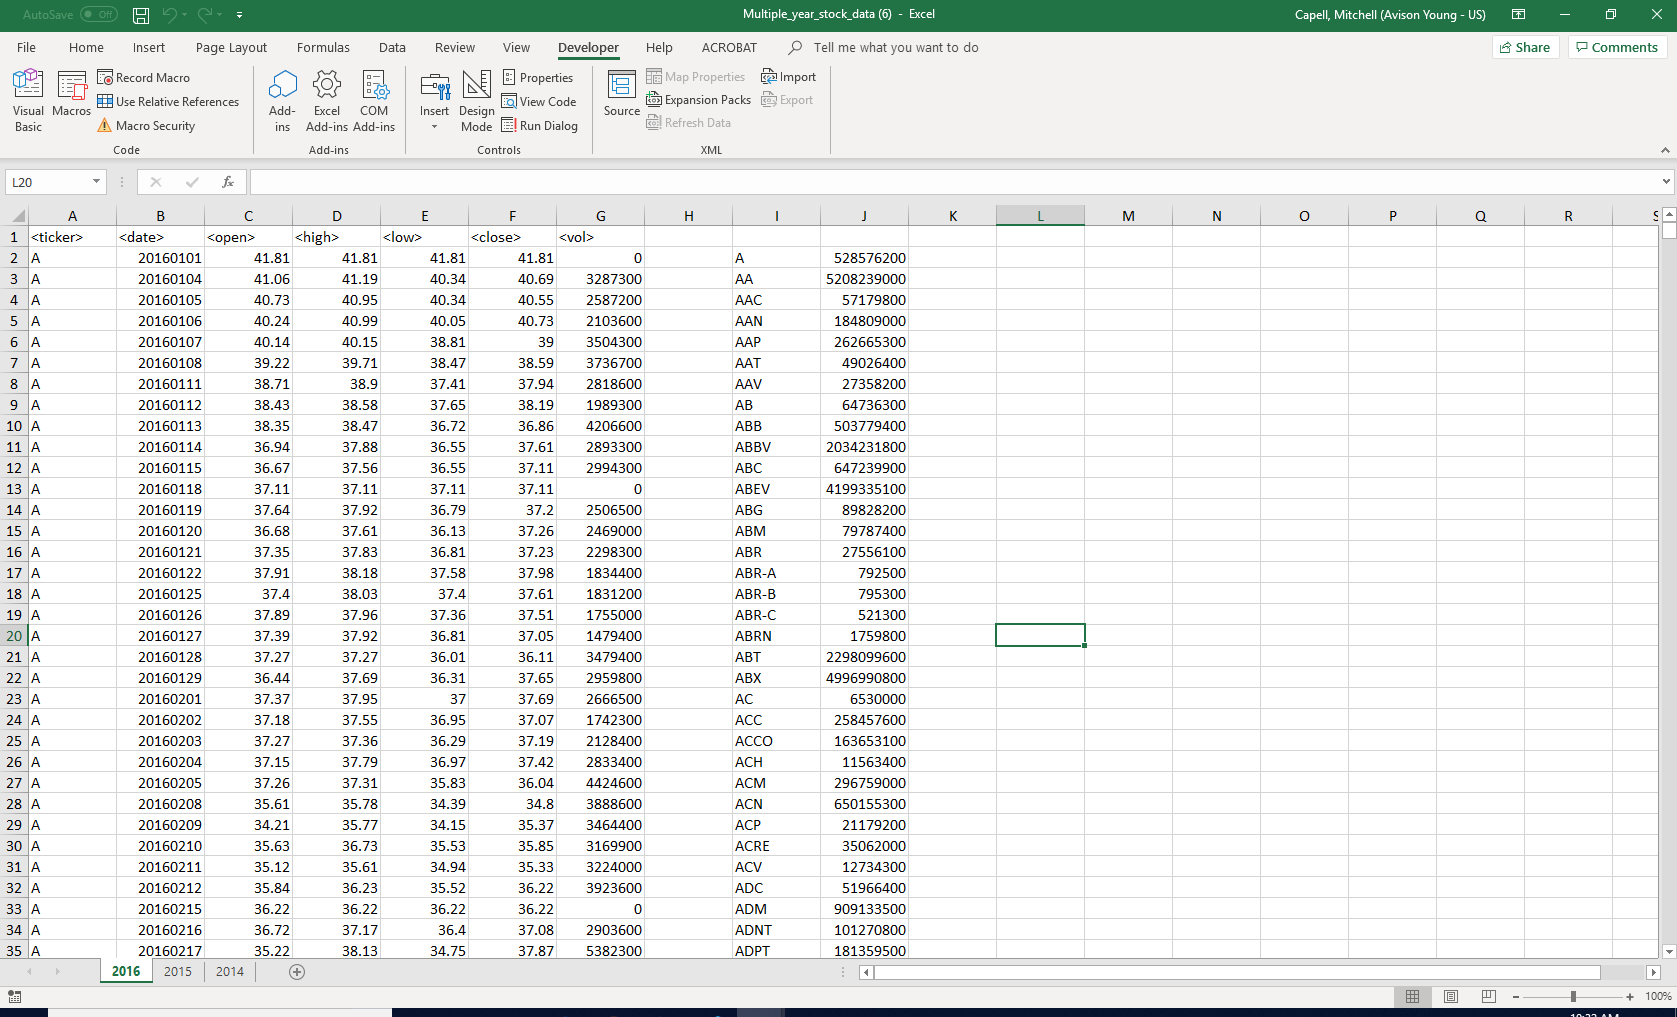 AutoSave Off Multiple_year_stock_data (6) - Excel Capell, Mitchell (Avison Young - US)
File Home Insert Page Layout Formulas Data Review View Developer Help ACROBAT Tell me what you want to do Share Comments
Visual Basic Macros Record Macro Use Relative References Macro Security
Add-ins Excel Add-ins COM Add-ins
Insert Design Mode Properties View Code Run Dialog
Source Map Properties Expansion Packs Refresh Data Import Export
Code Add-ins Controls XML
L20 fx
A B C D E F G H I J K L M N O P Q R S
1 <ticker> <date> <open> <high> <low> <close> <vol>
2 A 20160101 41.81 41.81 41.81 41.81 0 A 528576200
3 A 20160104 41.06 41.19 40.34 40.69 3287300 AA 5208239000
4 A 20160105 40.73 40.95 40.34 40.55 2587200 AAC 57179800
5 A 20160106 40.24 40.99 40.05 40.73 2103600 AAN 184809000
6 A 20160107 40.14 40.15 38.81 39 3504300 AAP 262665300
7 A 20160108 39.22 39.71 38.47 38.59 3736700 AAT 49026400
8 A 20160111 38.71 38.9 37.41 37.94 2818600 AAV 27358200
9 A 20160112 38.43 38.58 37.65 38.19 1989300 AB 64736300
10 A 20160113 38.35 38.47 36.72 36.86 4206600 ABB 503779400
11 A 20160114 36.94 37.88 36.55 37.61 2893300 ABBV 2034231800
12 A 20160115 36.67 37.56 36.55 37.11 2994300 ABC 647239900
13 A 20160118 37.11 37.11 37.11 37.11 0 ABEV 4199335100
14 A 20160119 37.64 37.92 36.79 37.2 2506500 ABG 89828200
15 A 20160120 36.68 37.61 36.13 37.26 2469000 ABM 79787400
16 A 20160121 37.35 37.83 36.81 37.23 2298300 ABR 27556100
17 A 20160122 37.91 38.18 37.58 37.98 1834400 ABR-A 792500
18 A 20160125 37.4 38.03 37.4 37.61 1831200 ABR-B 795300
19 A 20160126 37.89 37.96 37.36 37.51 1755000 ABR-C 521300
20 A 20160127 37.39 37.92 36.81 37.05 1479400 ABRN 1759800
21 A 20160128 37.27 37.27 36.01 36.11 3479400 ABT 2298099600
22 A 20160129 36.44 37.69 36.31 37.65 2959800 ABX 4996990800
23 A 20160201 37.37 37.95 37 37.69 2666500 AC 6530000
24 A 20160202 37.18 37.55 36.95 37.07 1742300 ACC 258457600
25 A 20160203 37.27 37.36 36.29 37.19 2128400 ACCO 163653100
26 A 20160204 37.15 37.79 36.97 37.42 2833400 ACH 11563400
27 A 20160205 37.26 37.31 35.83 36.04 4424600 ACM 296759000
28 A 20160208 35.61 35.78 34.39 34.8 3888600 ACN 650155300
29 A 20160209 34.21 35.77 34.15 35.37 3464400 ACP 21179200
30 A 20160210 35.63 36.73 35.53 35.85 3169900 ACRE 35062000
31 A 20160211 35.12 35.61 34.94 35.33 3224000 ACV 12734300
32 A 20160212 35.84 36.23 35.52 36.22 3923600 ADC 51966400
33 A 20160215 36.22 36.22 36.22 36.22 0 ADM 909133500
34 A 20160216 36.72 37.17 36.4 37.08 2903600 ADNT 101270800
35 A 20160217 35.22 38.13 34.75 37.87 5382300 ADPT 181359500
2016 2015 2014
100%